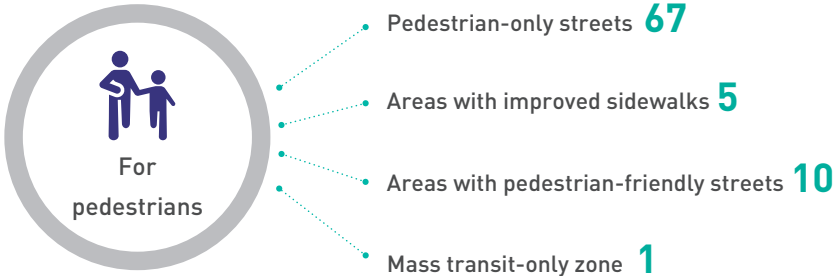 Pedestrian-only streets 67
Areas with improved sidewalks 5
For
pedestrians
Areas with pedestrian-friendly streets 10
Mass transit-only zone 1